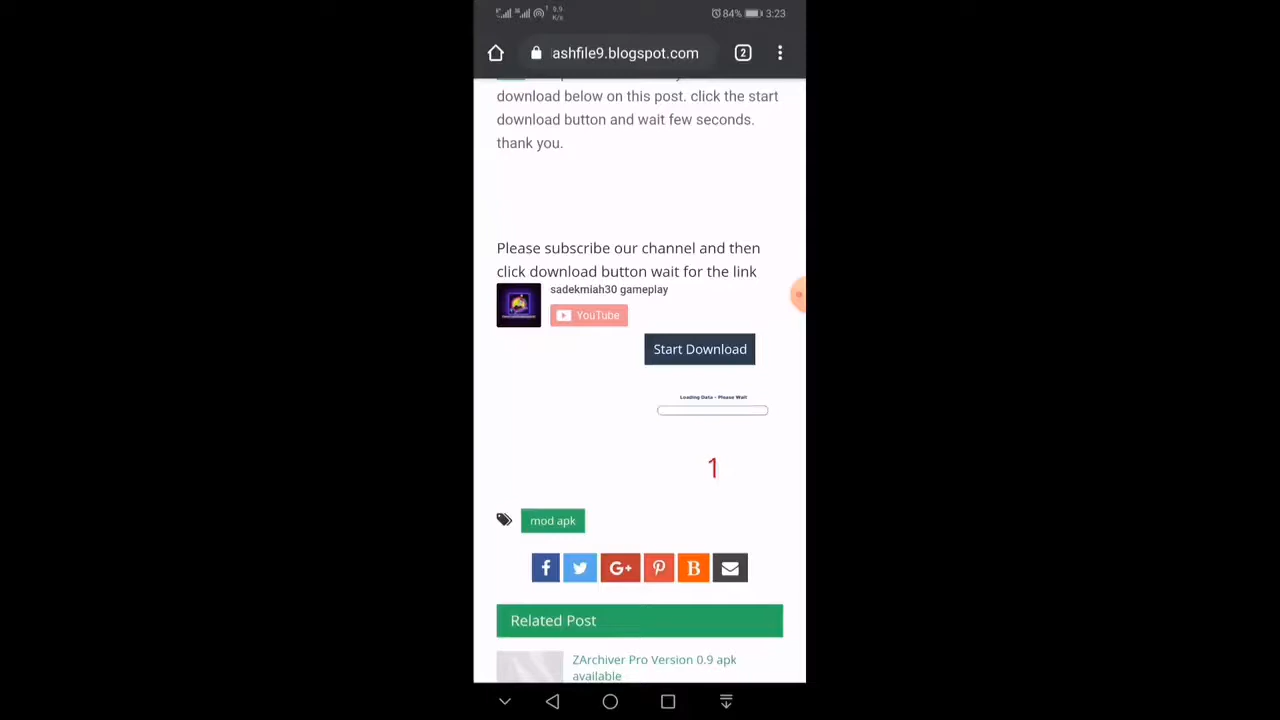 0.9
K/s
84%
3:23
ashfile9.blogspot.com
2
download below on this post. click the start
download button and wait few seconds.
thank you.
Please subscribe our channel and then
click download button wait for the link
sadekmiah30 gameplay
YouTube
Start Download
Loading Data - Please Wait
1
mod apk
Related Post
ZArchiver Pro Version 0.9 apk
available